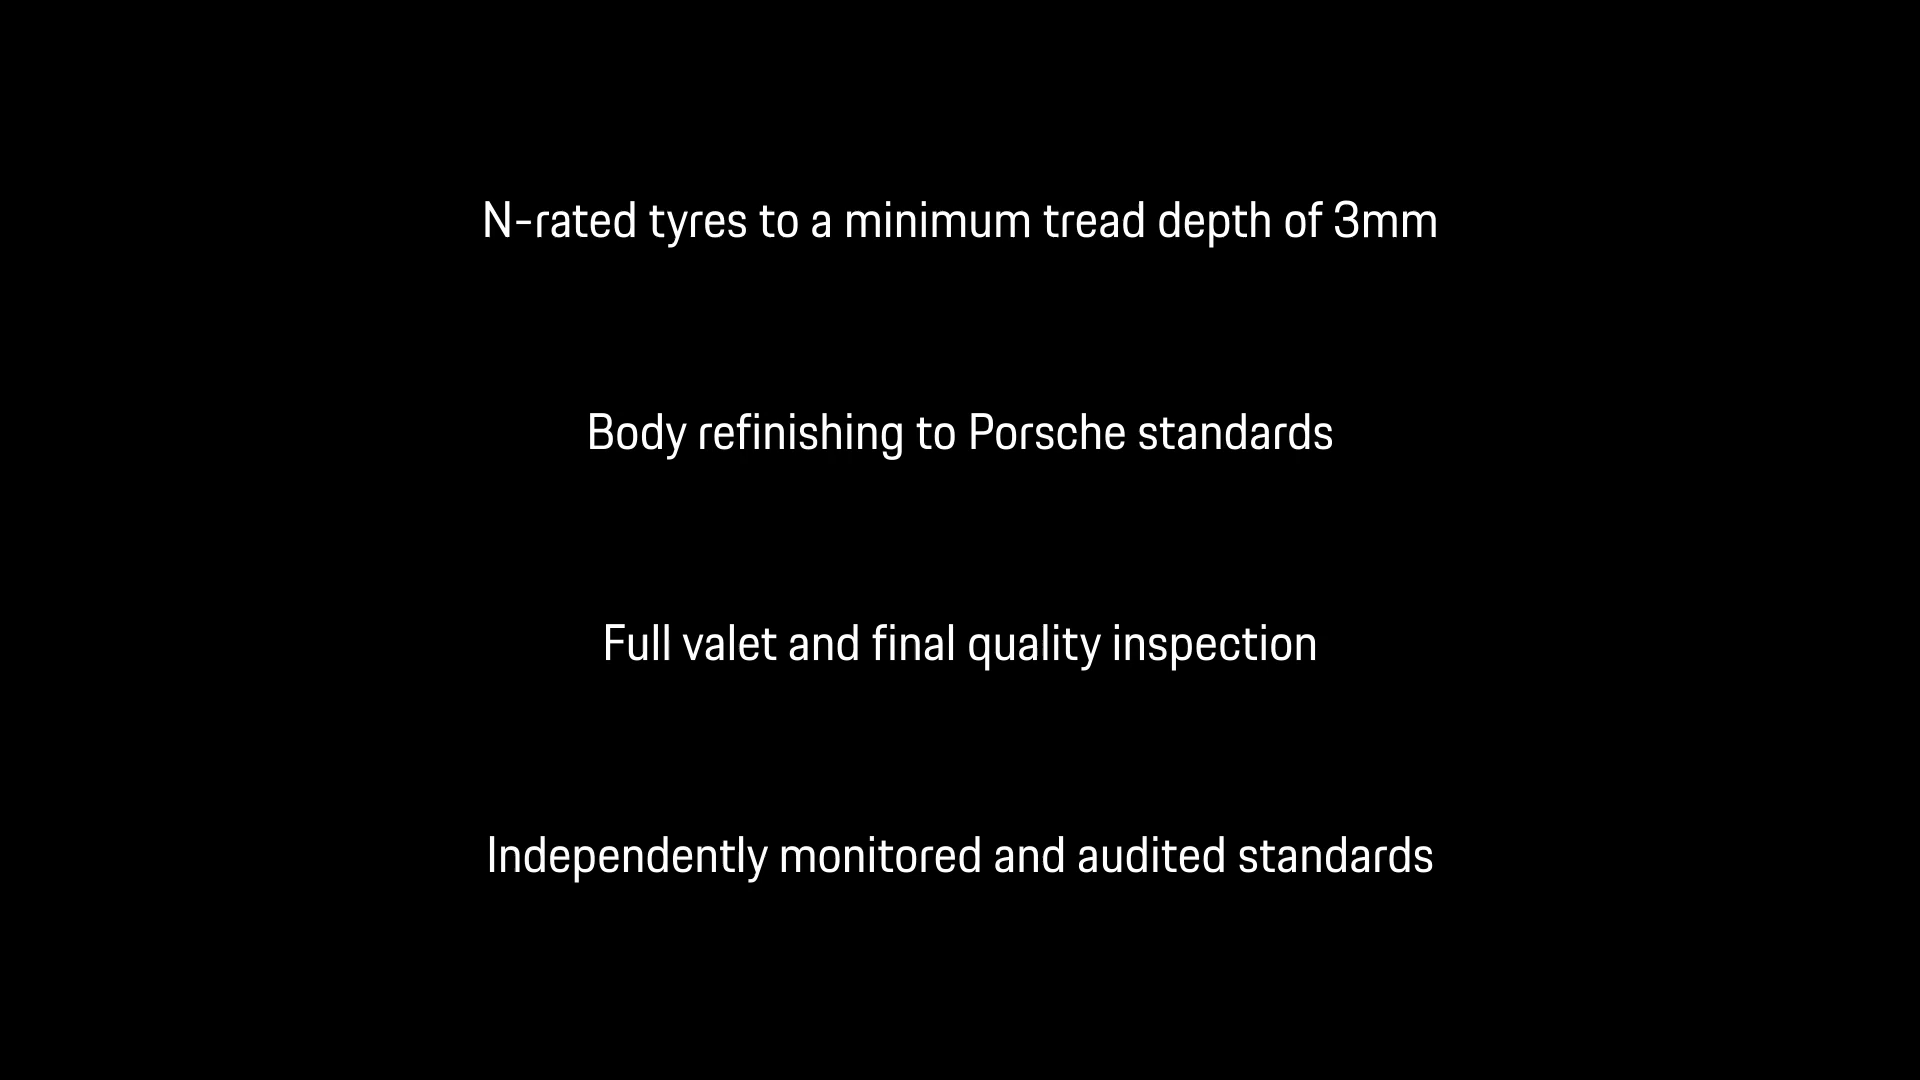 N-rated tyres to a minimum tread depth of 3mm
Body refinishing to Porsche standards
Full valet and final quality inspection
Independently monitored and audited standards